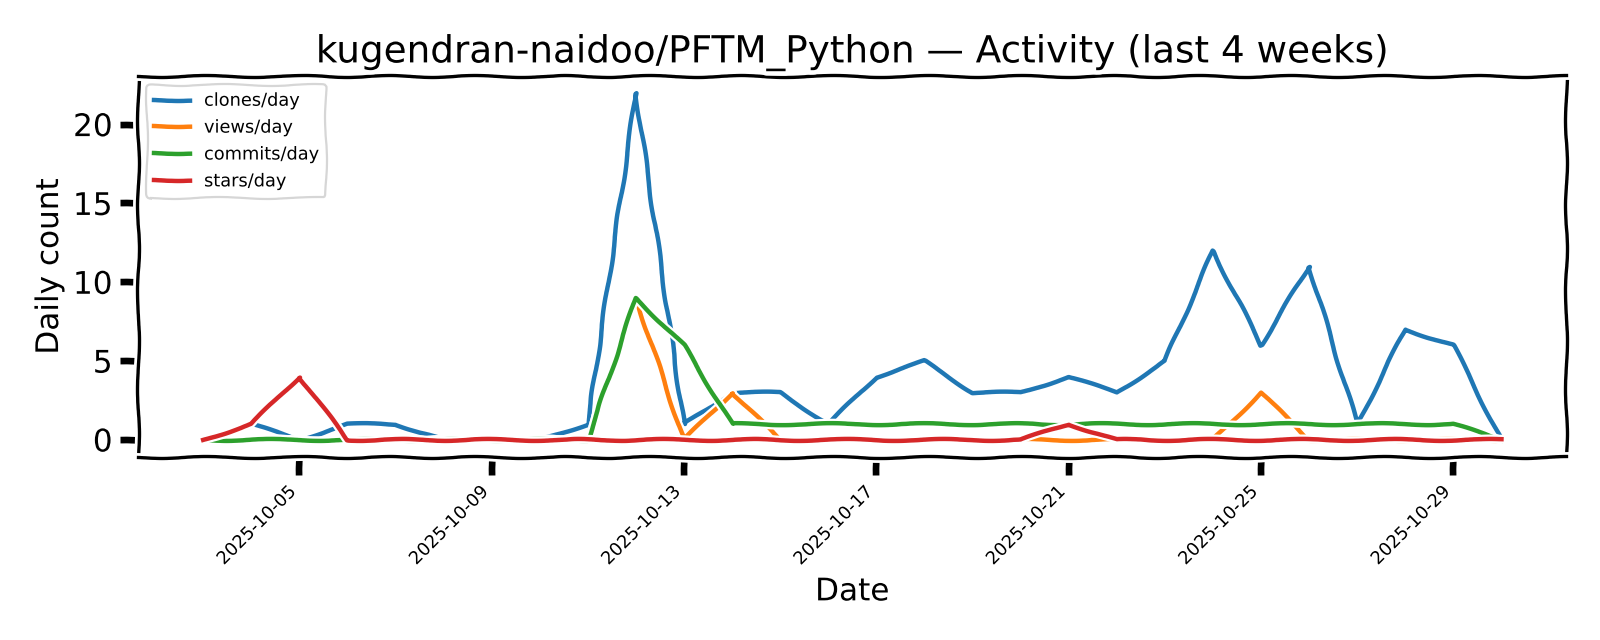 kugendran-naidoo/PFTM_Python — Activity (last 4 weeks)
clones/day
views/day
commits/day
stars/day
Daily count
20
15
10
5
0
2025-10-05
2025-10-09
2025-10-13
2025-10-17
2025-10-21
2025-10-25
2025-10-29
Date